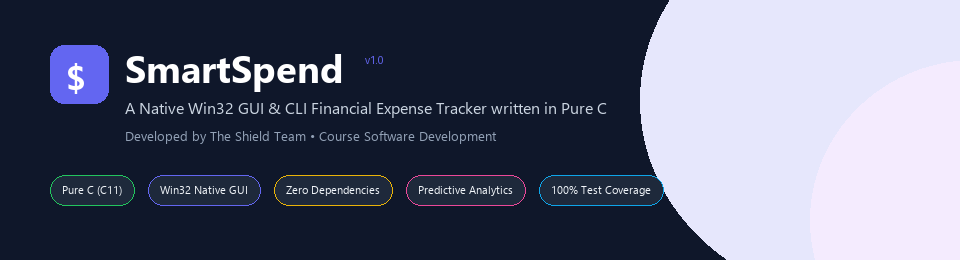 $
SmartSpend v1.0
A Native Win32 GUI & CLI Financial Expense Tracker written in Pure C
Developed by The Shield Team • Course Software Development
Pure C (C11) Win32 Native GUI Zero Dependencies Predictive Analytics 100% Test Coverage